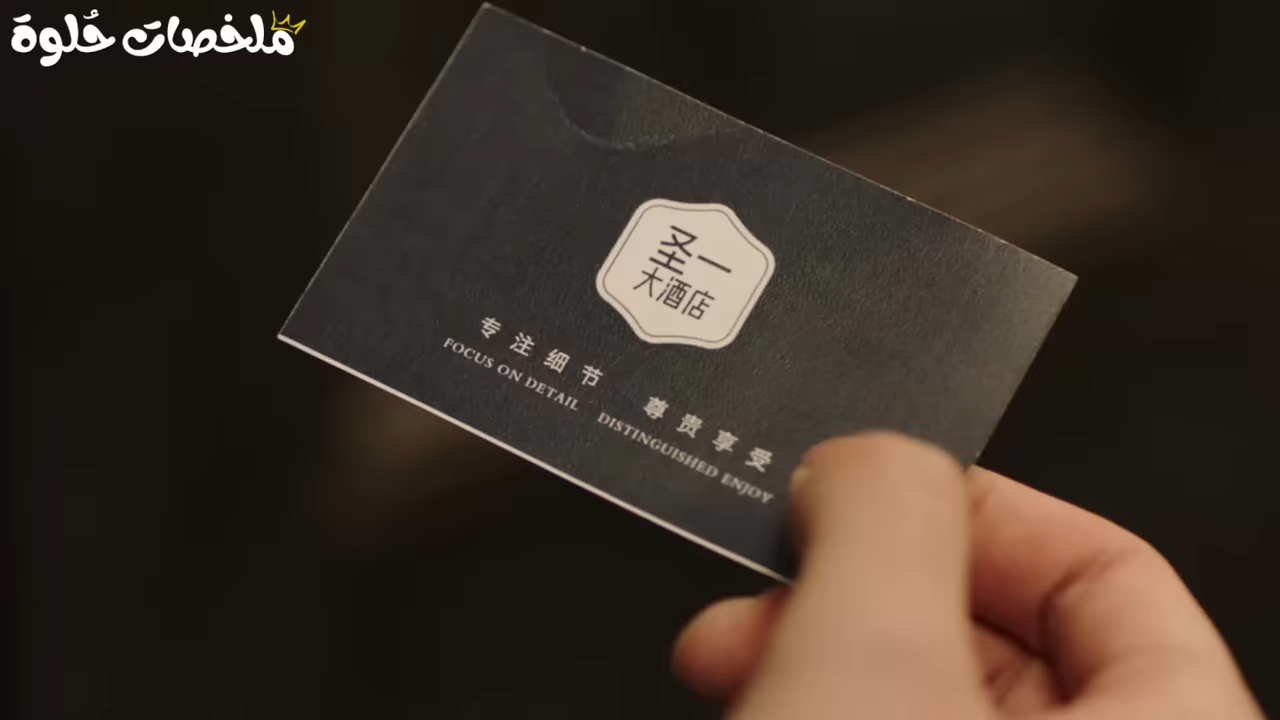 ملخصات حُلوة
圣一
大酒店
专注细节 尊贵享受
FOCUS ON DETAIL DISTINGUISHED ENJOY